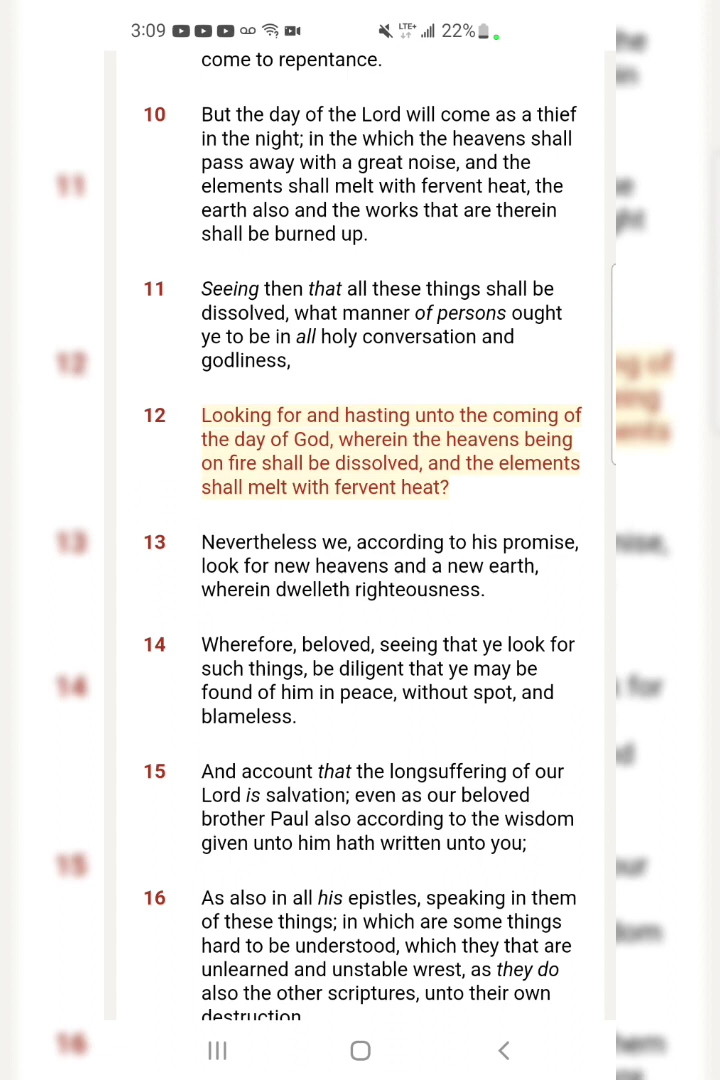 3:09
LTE+
22%
come to repentance.
10 But the day of the Lord will come as a thief
in the night; in the which the heavens shall
pass away with a great noise, and the
elements shall melt with fervent heat, the
earth also and the works that are therein
shall be burned up.
11 Seeing then that all these things shall be
dissolved, what manner of persons ought
ye to be in all holy conversation and
godliness,
12 Looking for and hasting unto the coming of
the day of God, wherein the heavens being
on fire shall be dissolved, and the elements
shall melt with fervent heat?
13 Nevertheless we, according to his promise,
look for new heavens and a new earth,
wherein dwelleth righteousness.
14 Wherefore, beloved, seeing that ye look for
such things, be diligent that ye may be
found of him in peace, without spot, and
blameless.
15 And account that the longsuffering of our
Lord is salvation; even as our beloved
brother Paul also according to the wisdom
given unto him hath written unto you;
16 As also in all his epistles, speaking in them
of these things; in which are some things
hard to be understood, which they that are
unlearned and unstable wrest, as they do
also the other scriptures, unto their own
destruction